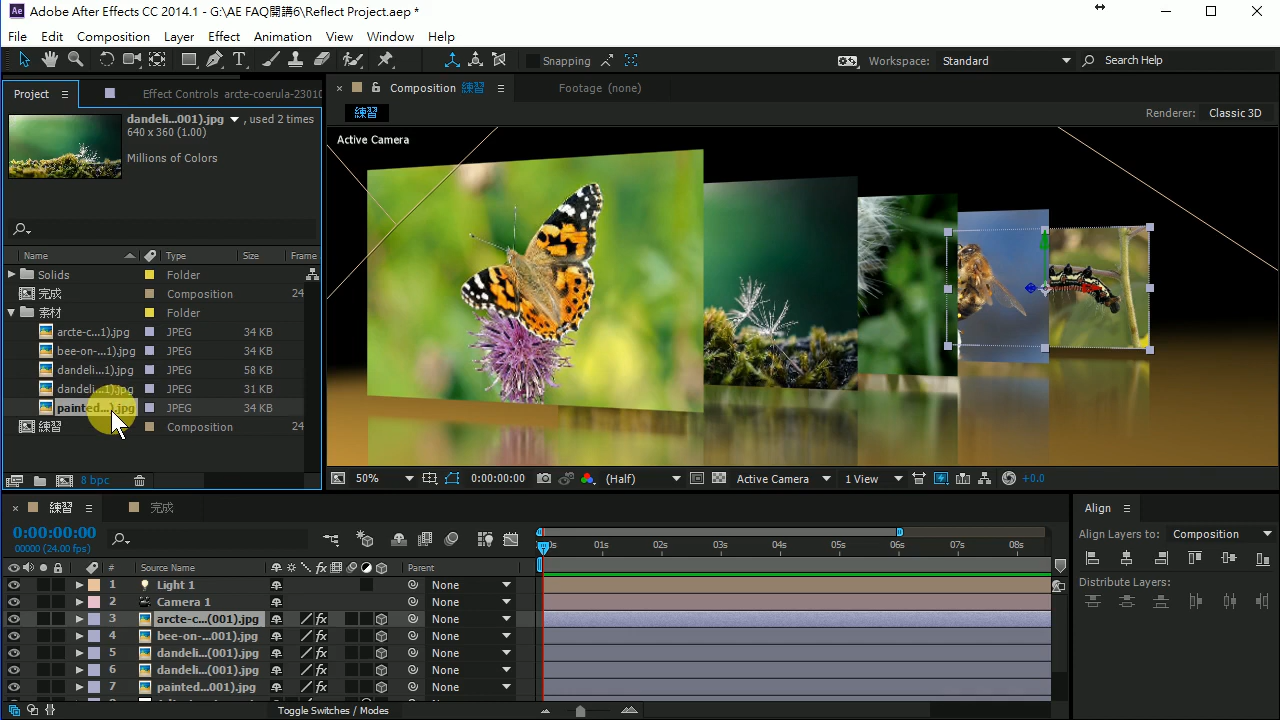 Adobe After Effects CC 2014.1 - G:\AE FAQ開講6\Reflect Project.aep *
File Edit Composition Layer Effect Animation View Window Help
Snapping
Workspace: Standard
Search Help
Project
Effect Controls arcte-coerula-23010
Composition 練習
Footage (none)
練習
Renderer: Classic 3D
dandeli...001).jpg , used 2 times
640 x 360 (1.00)
Millions of Colors
Active Camera
Name Type Size Frame
Solids Folder
完成 Composition 24
素材 Folder
arcte-c...1).jpg JPEG 34 KB
bee-on-...1).jpg JPEG 34 KB
dandeli...1).jpg JPEG 58 KB
dandeli...1).jpg JPEG 31 KB
painted...).jpg JPEG 34 KB
練習 Composition 24
8 bpc
50% 0:00:00:00 (Half) Active Camera 1 View +0.0
練習
完成
0:00:00:00
00000 (24.00 fps)
00s 01s 02s 03s 04s 05s 06s 07s 08s
# Source Name Parent
1 Light 1 None
2 Camera 1 None
3 arcte-c...(001).jpg None
4 bee-on-...001).jpg None
5 dandeli...(001).jpg None
6 dandeli...(001).jpg None
7 painted...001).jpg None
Toggle Switches / Modes
Align
Align Layers to: Composition
Distribute Layers: